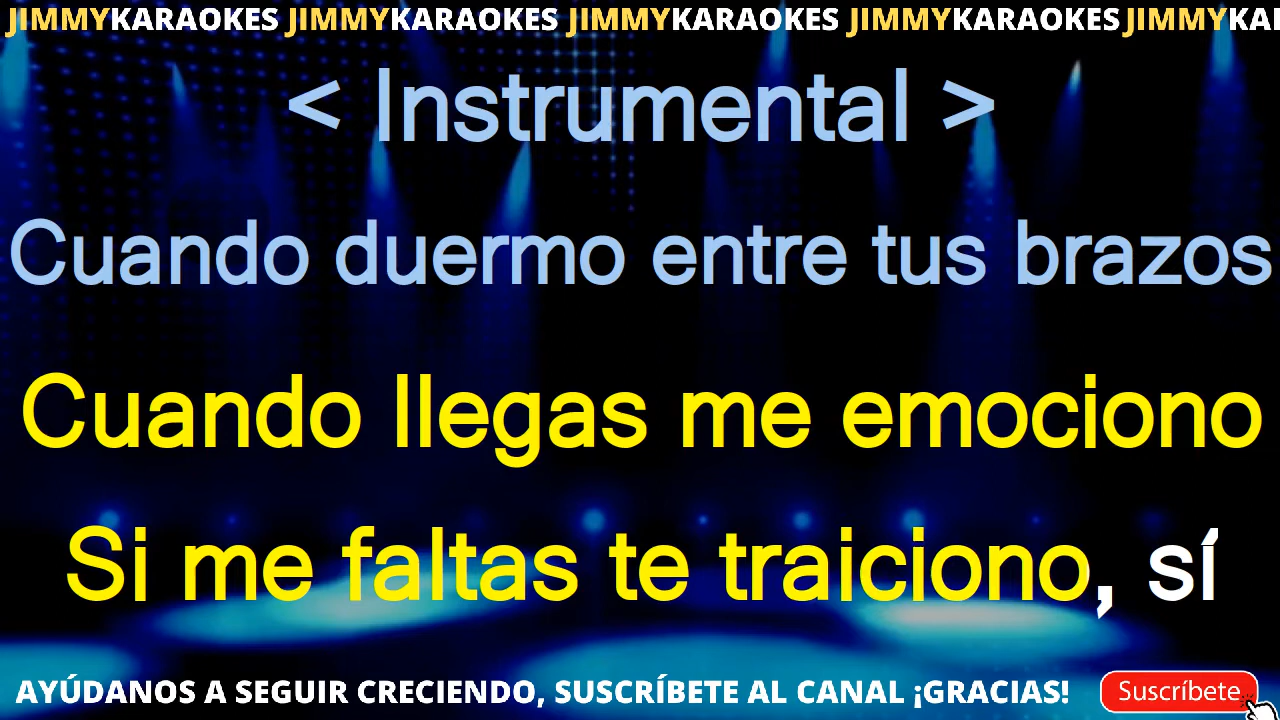 JIMMYKARAOKES JIMMYKARAOKES JIMMYKARAOKES JIMMYKARAOKES JIMMYKA
< Instrumental >
Cuando duermo entre tus brazos
Cuando llegas me emociono
Si me faltas te traiciono, sí
AYÚDANOS A SEGUIR CRECIENDO, SUSCRÍBETE AL CANAL ¡GRACIAS! Suscríbete